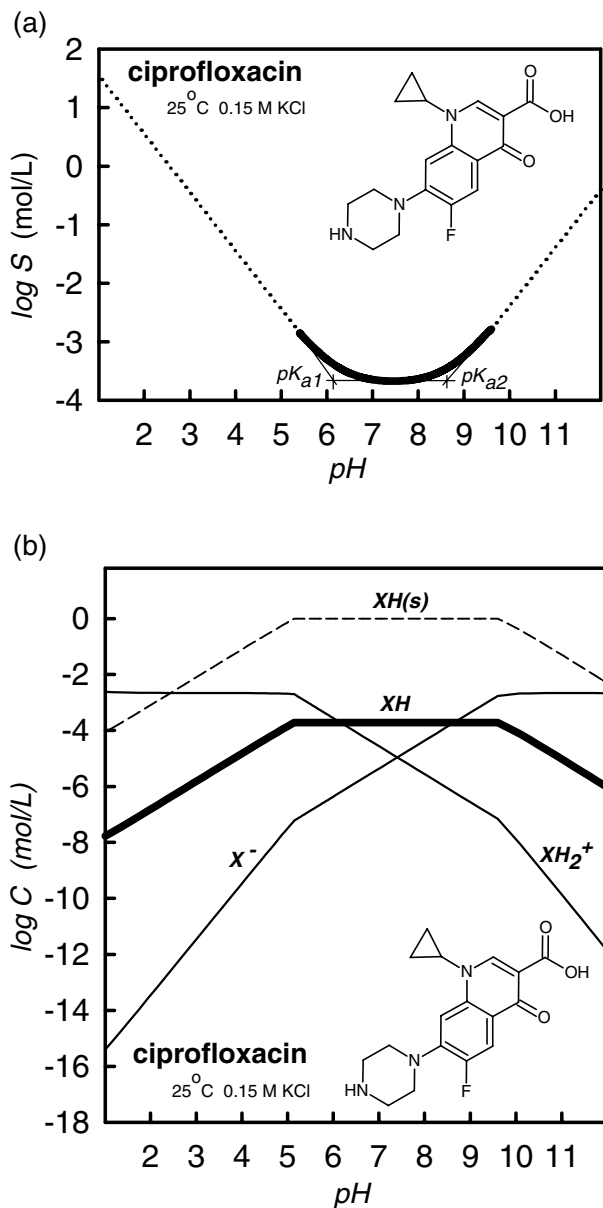 (a)
2
1
0
-1
-2
-3
-4
log S (mol/L)
ciprofloxacin
25°C 0.15 M KCl
O
OH
N
O
N
HN
F
pKa1
pKa2
2 3 4 5 6 7 8 9 10 11
pH
(b)
0
-2
-4
-6
-8
-10
-12
-14
-16
-18
log C (mol/L)
XH(s)
XH
X-
XH2+
O
OH
N
O
N
HN
F
ciprofloxacin
25°C 0.15 M KCl
2 3 4 5 6 7 8 9 10 11
pH